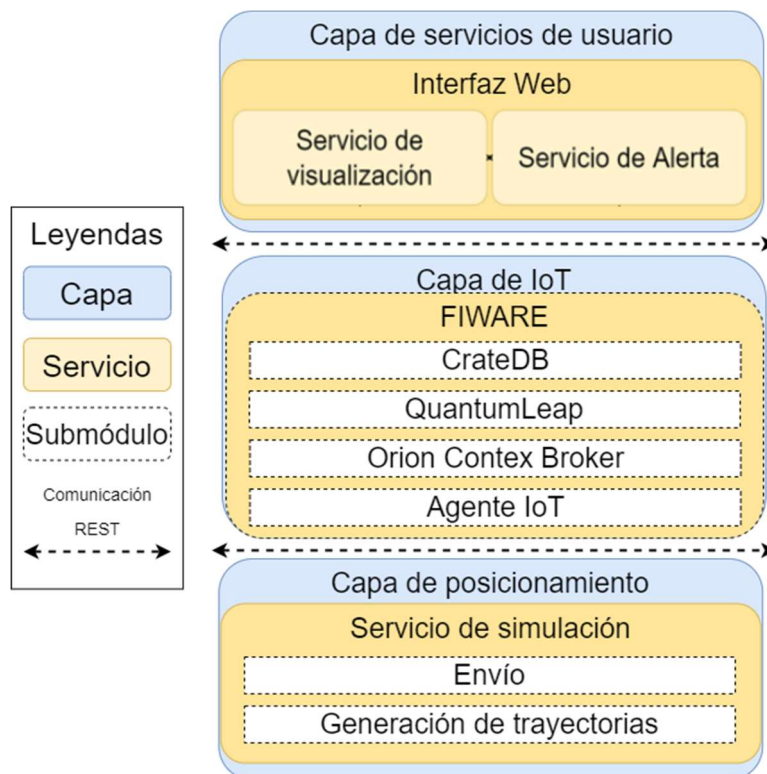 Capa de servicios de usuario
Interfaz Web
Servicio de
visualización
Servicio de Alerta
Leyendas
Capa
Servicio
Submódulo
Comunicación
REST
Capa de IoT
FIWARE
CrateDB
QuantumLeap
Orion Contex Broker
Agente IoT
Capa de posicionamiento
Servicio de simulación
Envío
Generación de trayectorias